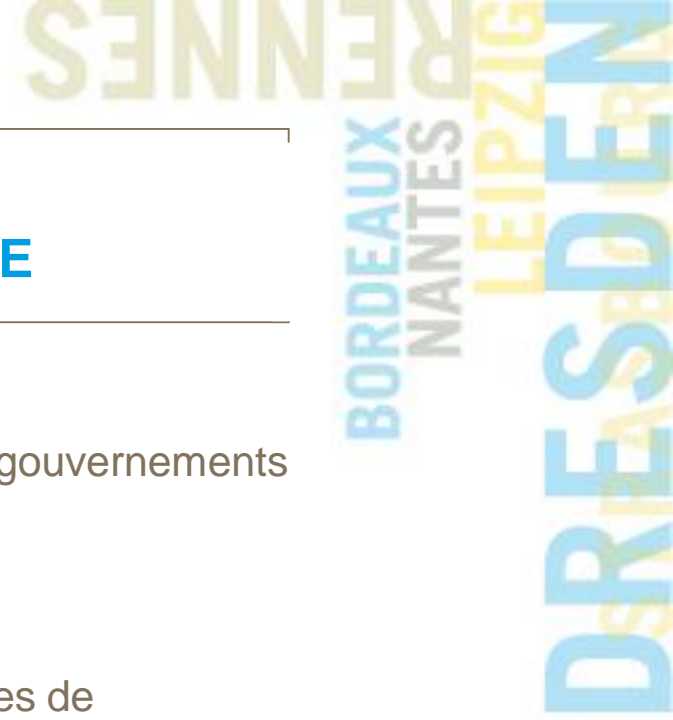 RENNES
E
gouvernements
es de
BORDEAUX
NANTES
LEIPZIG
DRESDEN